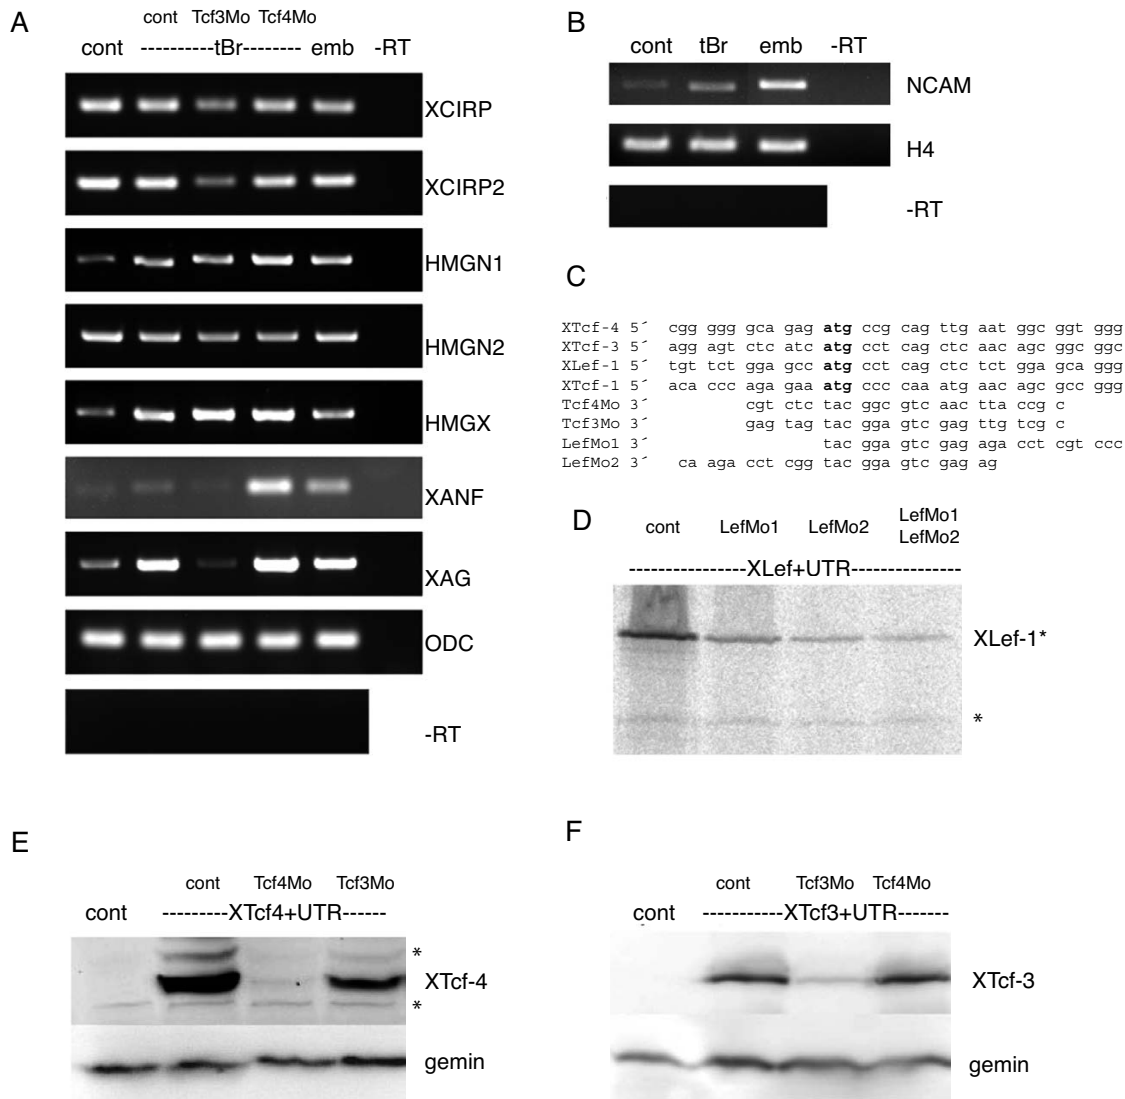 A
cont Tcf3Mo Tcf4Mo
cont ----------tBr-------- emb -RT
XCIRP
XCIRP2
HMGN1
HMGN2
HMGX
XANF
XAG
ODC
-RT
B
cont tBr emb -RT
NCAM
H4
-RT
C
XTcf-4 5´ cgg ggg gca gag atg ccg cag ttg aat ggc ggt ggg
XTcf-3 5´ agg agt ctc atc atg cct cag ctc aac agc ggc ggc
XLef-1 5´ tgt tct gga gcc atg cct cag ctc tct gga gca ggg
XTcf-1 5´ aca ccc aga gaa atg ccc caa atg aac agc gcc ggg
Tcf4Mo 3´ cgt ctc tac ggc gtc aac tta ccg c
Tcf3Mo 3´ gag tag tac gga gtc gag ttg tcg c
LefMo1 3´ tac gga gtc gag aga cct cgt ccc
LefMo2 3´ ca aga cct cgg tac gga gtc gag ag
D
cont LefMo1 LefMo2 LefMo1
LefMo2
----------------XLef+UTR---------------
XLef-1*
*
E
cont Tcf4Mo Tcf3Mo
cont ---------XTcf4+UTR------
*
XTcf-4
*
gemin
F
cont Tcf3Mo Tcf4Mo
cont -----------XTcf3+UTR-------
XTcf-3
gemin